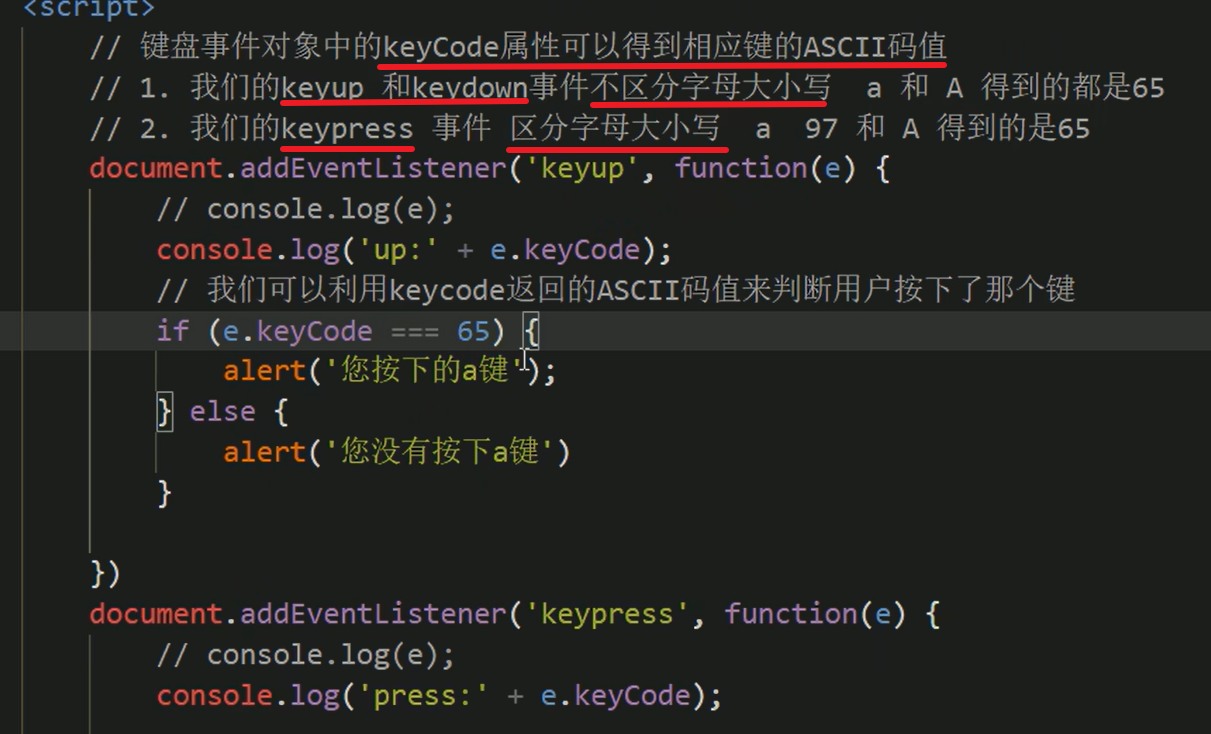 <script>
// 键盘事件对象中的keyCode属性可以得到相应键的ASCII码值
// 1. 我们的keyup 和keydown事件不区分字母大小写  a 和 A 得到的都是65
// 2. 我们的keypress 事件 区分字母大小写  a  97 和 A 得到的是65
document.addEventListener('keyup', function(e) {
// console.log(e);
console.log('up:' + e.keyCode);
// 我们可以利用keycode返回的ASCII码值来判断用户按下了那个键
if (e.keyCode === 65) {
alert('您按下的a键');
} else {
alert('您没有按下a键')
}
})
document.addEventListener('keypress', function(e) {
// console.log(e);
console.log('press:' + e.keyCode);